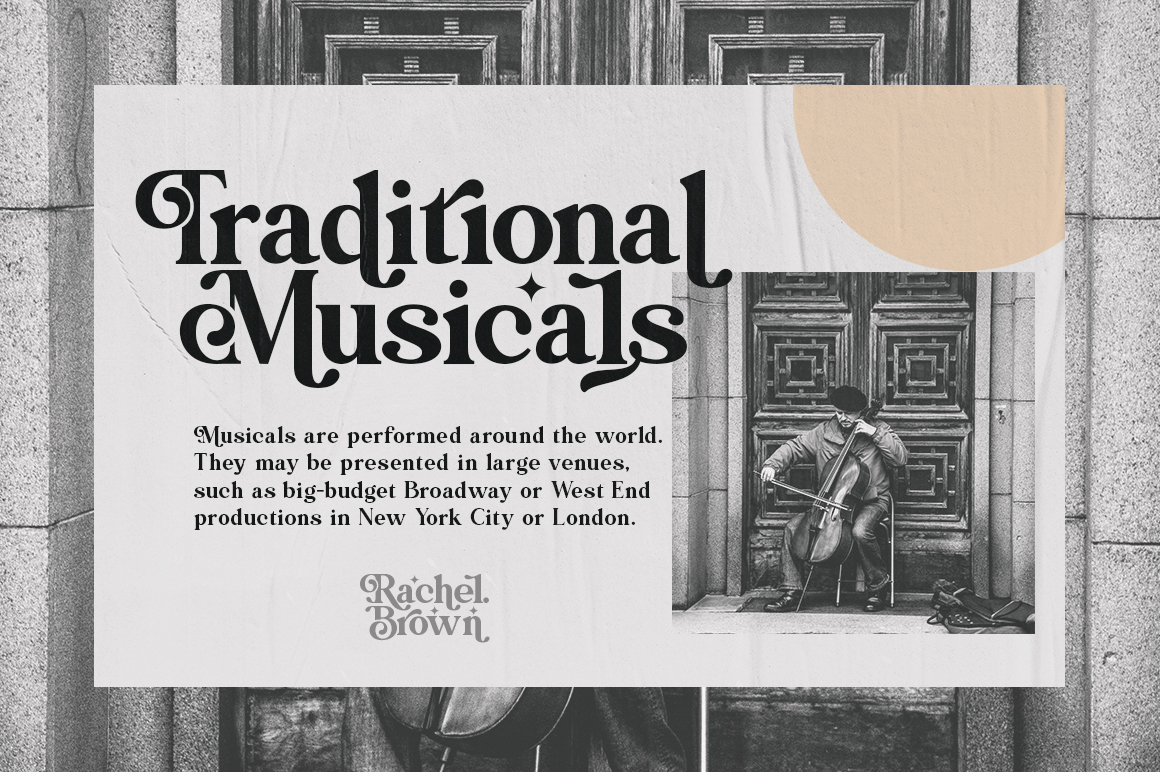 Traditional
Musicals
Musicals are performed around the world.
They may be presented in large venues,
such as big-budget Broadway or West End
productions in New York City or London.
Rachel.
Brown